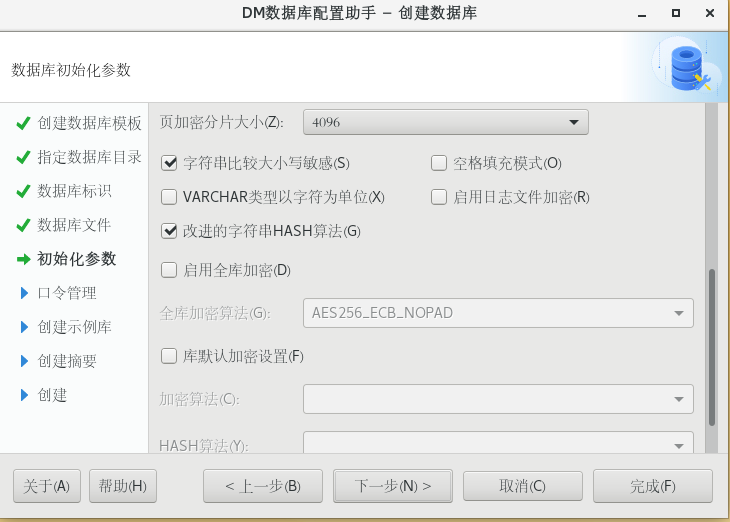 DM数据库配置助手 – 创建数据库
数据库初始化参数
创建数据库模板
指定数据库目录
数据库标识
数据库文件
初始化参数
口令管理
创建示例库
创建摘要
创建
页加密分片大小(Z): 4096
字符串比较大小写敏感(S) 空格填充模式(O)
VARCHAR类型以字符为单位(X) 启用日志文件加密(R)
改进的字符串HASH算法(G)
启用全库加密(D)
全库加密算法(G): AES256_ECB_NOPAD
库默认加密设置(F)
加密算法(C):
HASH算法(Y):
关于(A) 帮助(H) < 上一步(B) 下一步(N) > 取消(C) 完成(F)